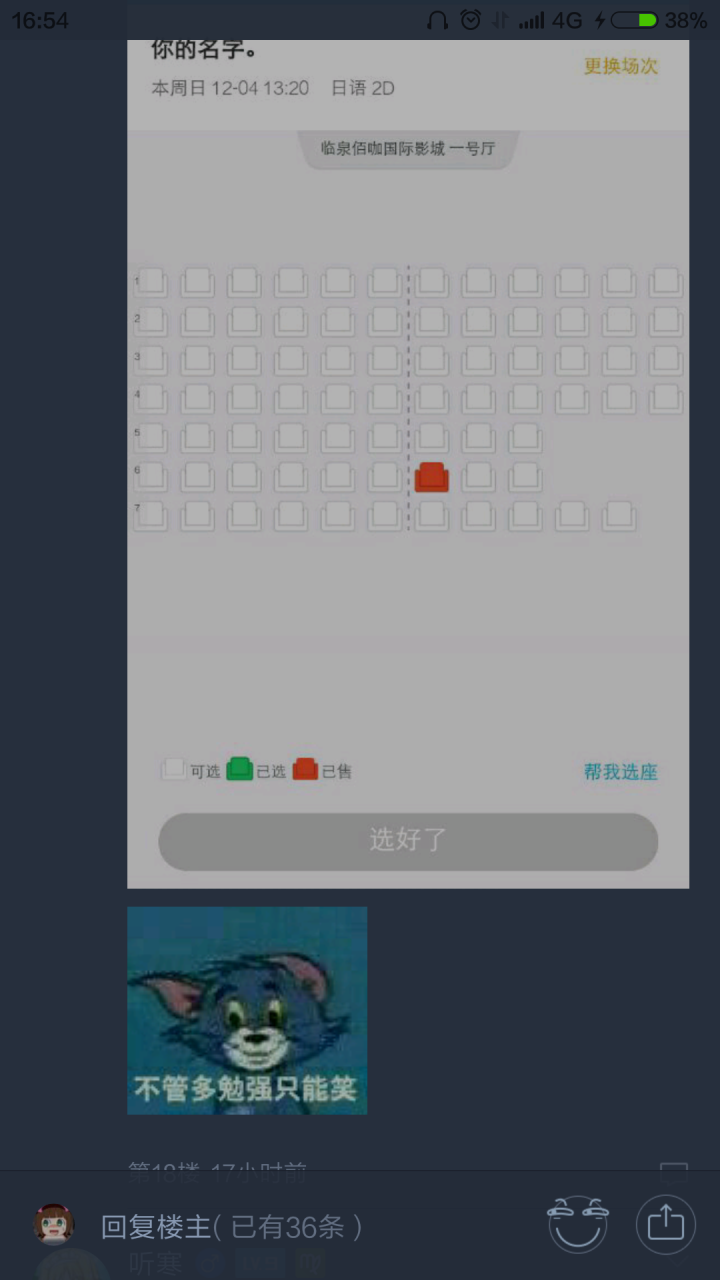 16:54
4G
38%
你的名字。
更换场次
本周日 12-04 13:20 日语 2D
临泉佰咖国际影城 一号厅
1
2
3
4
5
6
7
可选 已选 已售
帮我选座
选好了
不管多勉强只能笑
第18楼 17小时前
回复楼主( 已有36条 )
听寒